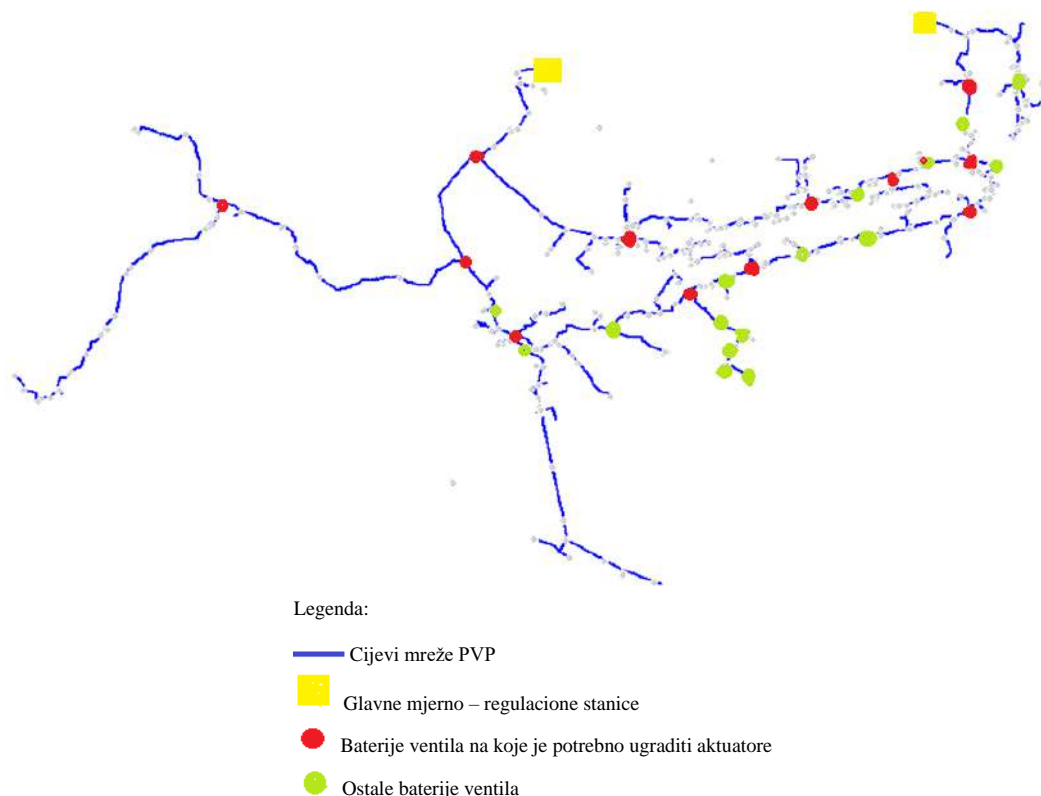 Legenda:
Cijevi mreže PVP
Glavne mjerno – regulacione stanice
Baterije ventila na koje je potrebno ugraditi aktuatore
Ostale baterije ventila